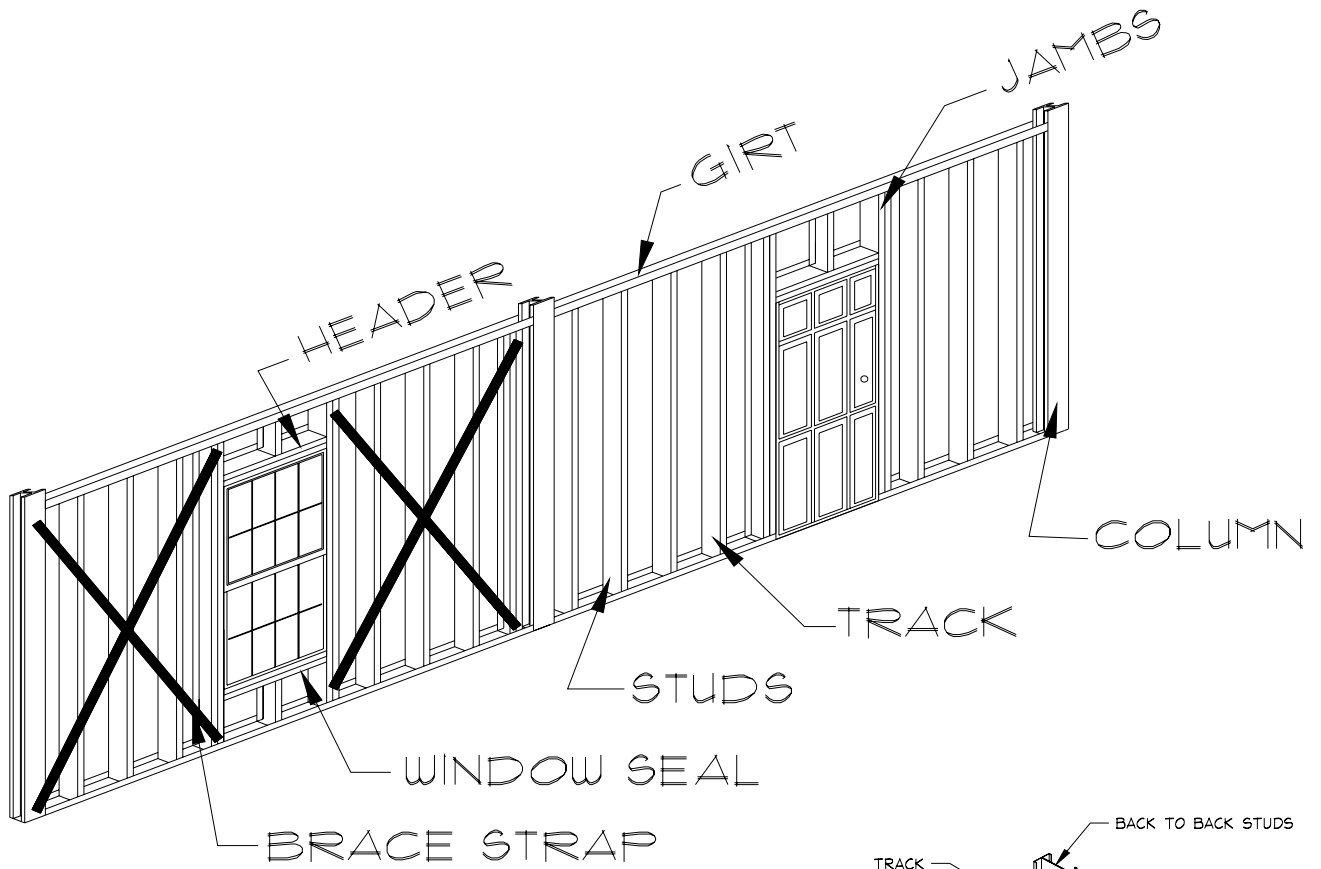 JAMBS
GIRT
HEADER
COLUMN
TRACK
STUDS
WINDOW SEAL
BRACE STRAP
BACK TO BACK STUDS
TRACK